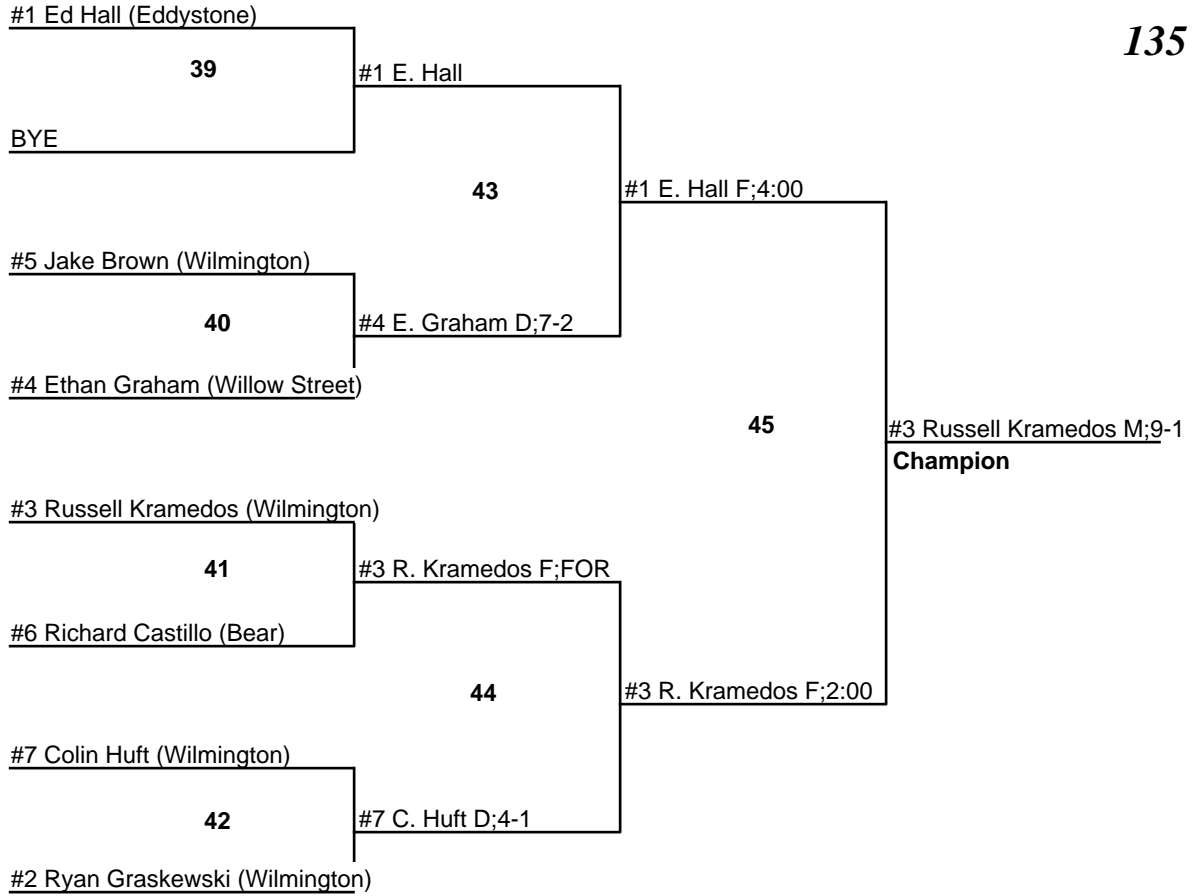 #1 Ed Hall (Eddystone)
135
39
#1 E. Hall
BYE
43
#1 E. Hall F;4:00
#5 Jake Brown (Wilmington)
40
#4 E. Graham D;7-2
#4 Ethan Graham (Willow Street)
45
#3 Russell Kramedos M;9-1
Champion
#3 Russell Kramedos (Wilmington)
41
#3 R. Kramedos F;FOR
#6 Richard Castillo (Bear)
44
#3 R. Kramedos F;2:00
#7 Colin Huft (Wilmington)
42
#7 C. Huft D;4-1
#2 Ryan Graskewski (Wilmington)